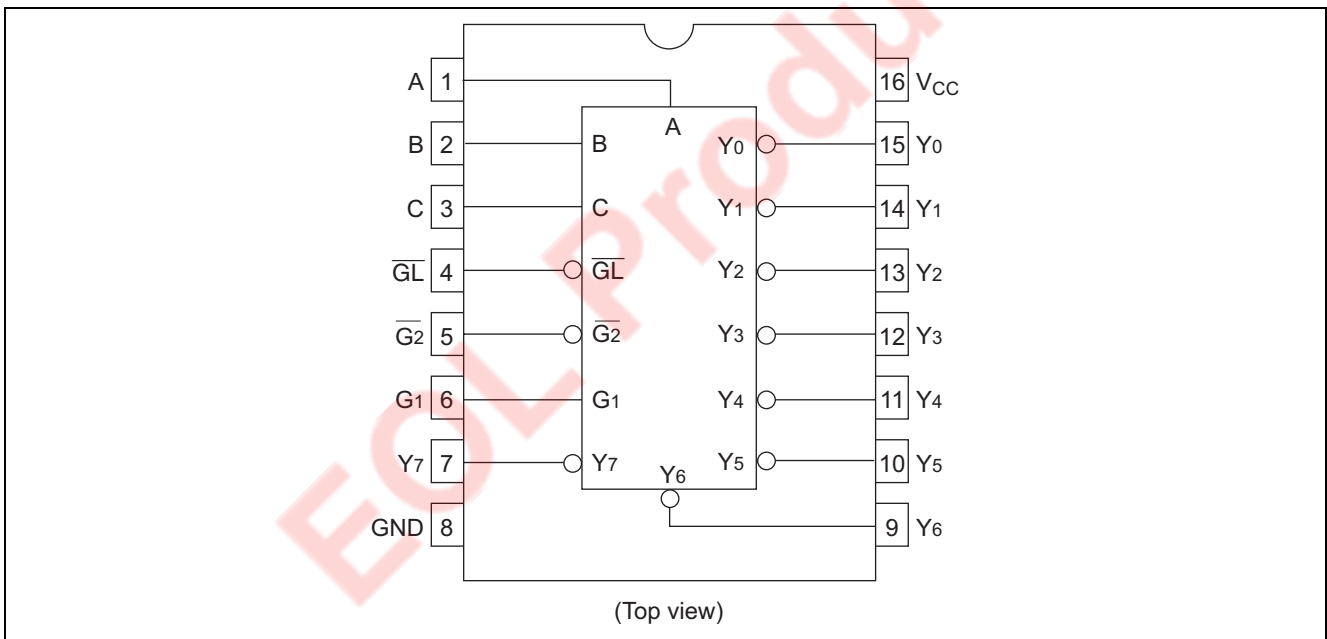 A 1
B 2
C 3
GL 4
G2 5
G1 6
Y7 7
GND 8
A
B
C
GL
G2
G1
Y7
Y6
Y0
Y1
Y2
Y3
Y4
Y5
16 VCC
15 Y0
14 Y1
13 Y2
12 Y3
11 Y4
10 Y5
9 Y6
(Top view)
EOL Produ